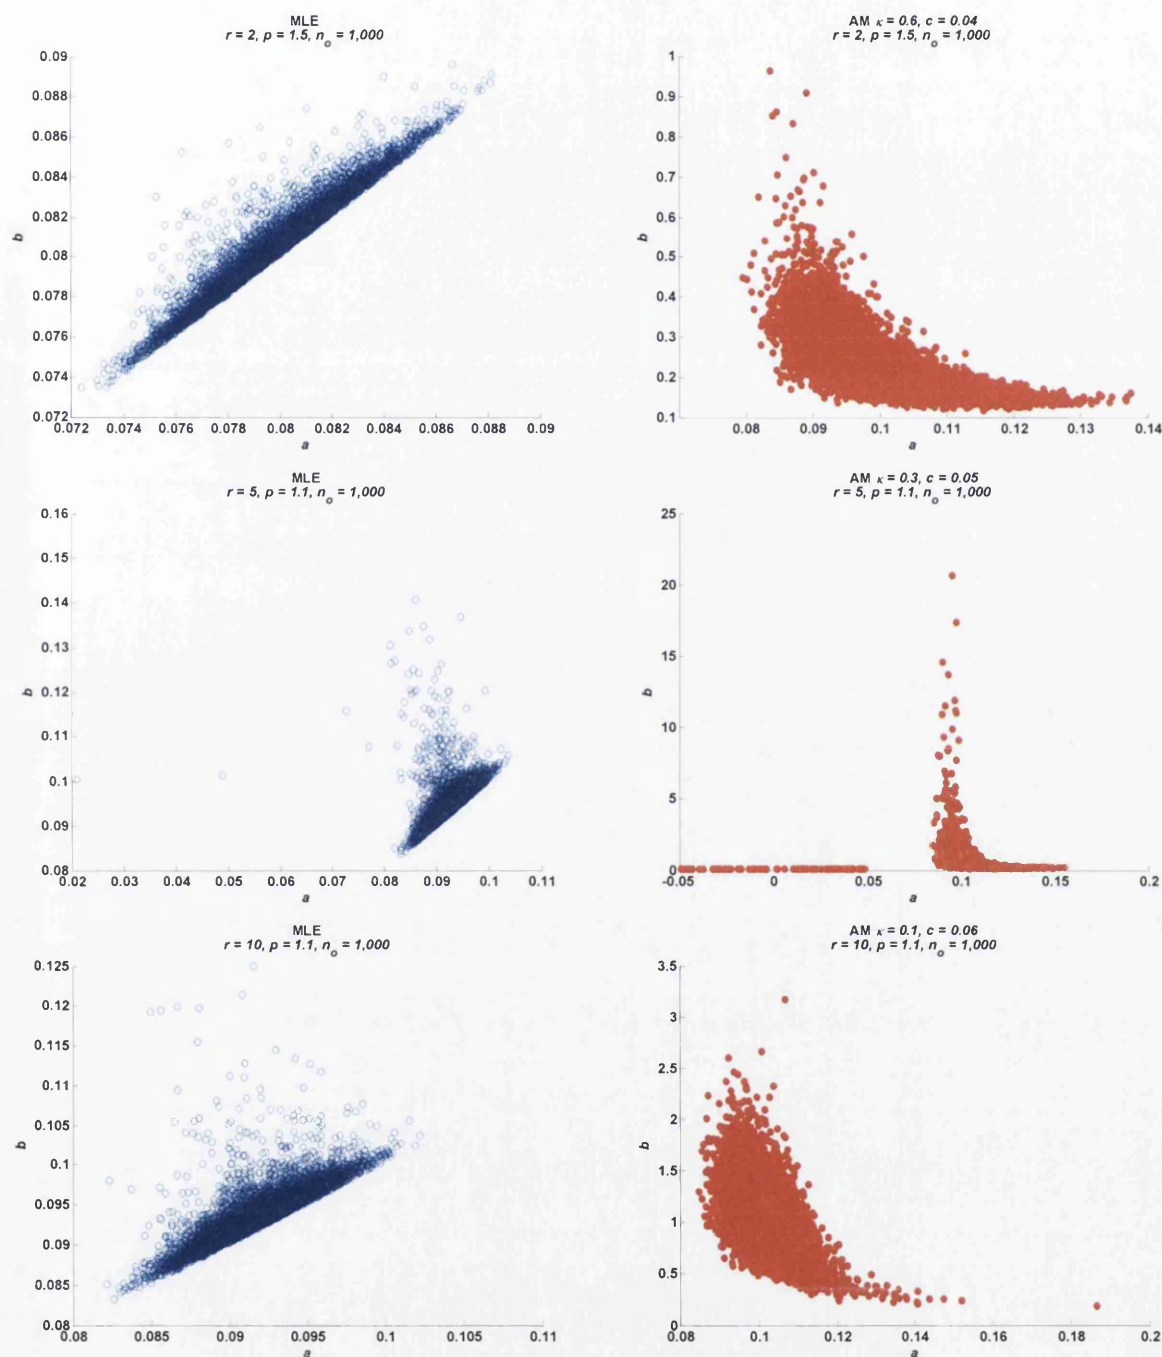 MLE
r = 2, p = 1.5, n_o = 1,000
0.09
0.088
0.086
0.084
0.082
0.08
0.078
0.076
0.074
0.072
b
0.072 0.074 0.076 0.078 0.08 0.082 0.084 0.086 0.088 0.09
a
AM κ = 0.6, c = 0.04
r = 2, p = 1.5, n_o = 1,000
1
0.9
0.8
0.7
0.6
0.5
0.4
0.3
0.2
0.1
b
0.08 0.09 0.1 0.11 0.12 0.13 0.14
a
MLE
r = 5, p = 1.1, n_o = 1,000
0.16
0.15
0.14
0.13
0.12
0.11
0.1
0.09
0.08
b
0.02 0.03 0.04 0.05 0.06 0.07 0.08 0.09 0.1 0.11
a
AM κ = 0.3, c = 0.05
r = 5, p = 1.1, n_o = 1,000
25
20
15
10
5
0
b
-0.05 0 0.05 0.1 0.15 0.2
a
MLE
r = 10, p = 1.1, n_o = 1,000
0.125
0.12
0.115
0.11
0.105
0.1
0.095
0.09
0.085
0.08
b
0.08 0.085 0.09 0.095 0.1 0.105 0.11
a
AM κ = 0.1, c = 0.06
r = 10, p = 1.1, n_o = 1,000
3.5
3
2.5
2
1.5
1
0.5
0
b
0.08 0.1 0.12 0.14 0.16 0.18 0.2
a